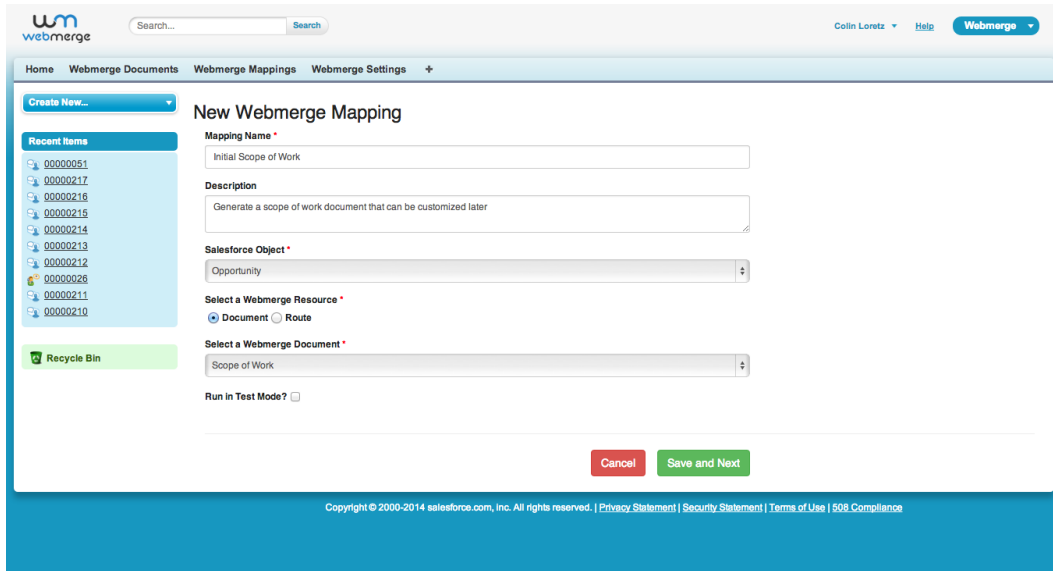 wm
webmerge
Search...
Search
Colin Loretz
Help
Webmerge
Home Webmerge Documents Webmerge Mappings Webmerge Settings +
Create New...
Recent Items
00000051
00000217
00000216
00000215
00000214
00000213
00000212
00000026
00000211
00000210
Recycle Bin
New Webmerge Mapping
Mapping Name *
Initial Scope of Work
Description
Generate a scope of work document that can be customized later
Salesforce Object *
Opportunity
Select a Webmerge Resource *
Document Route
Select a Webmerge Document *
Scope of Work
Run in Test Mode?
Cancel Save and Next
Copyright © 2000-2014 salesforce.com, inc. All rights reserved. | Privacy Statement | Security Statement | Terms of Use | 508 Compliance